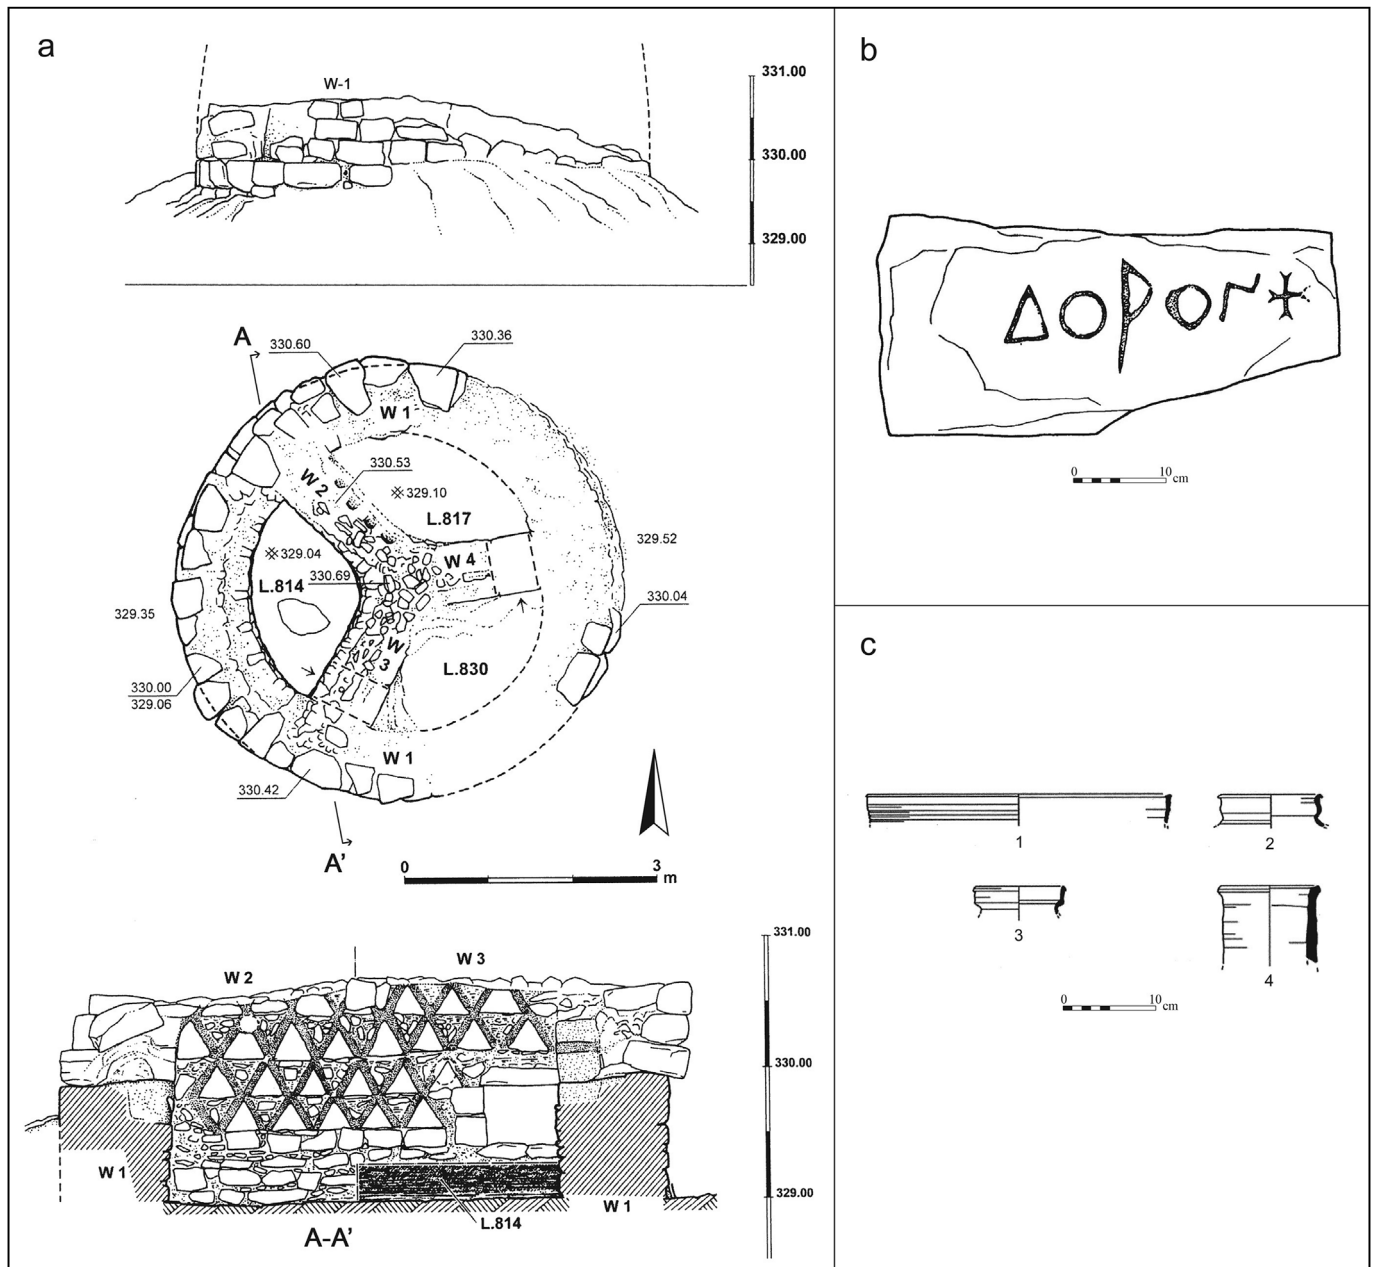 a
W-1
331.00
330.00
329.00
A
330.60
330.36
W 1
330.53
W 2
329.10
L.817
329.04
L.814
330.69
W 4
329.52
330.04
329.35
W 3
L.830
330.00
329.06
W 1
330.42
A'
0 3 m
331.00
W 3
W 2
330.00
W 1
329.00
W 1
L.814
A-A'
b
ΔΟΡΟ
0 10 cm
c
1
2
3
4
0 10 cm